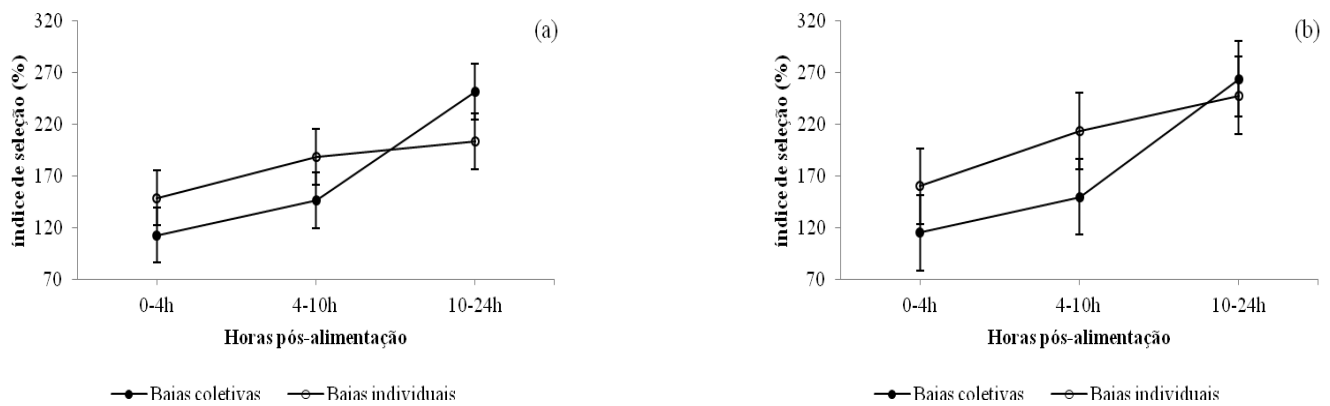 (a)
índice de seleção (%)
320
270
220
170
120
70
0-4h 4-10h 10-24h
Horas pós-alimentação
Baias coletivas Baias individuais
(b)
índice de seleção (%)
320
270
220
170
120
70
0-4h 4-10h 10-24h
Horas pós-alimentação
Baias coletivas Baias individuais